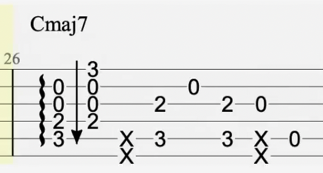 Cmaj7
26
3
0 0 0
0 0 2 2 0
2 2
3 X 3 3 X 0
X X